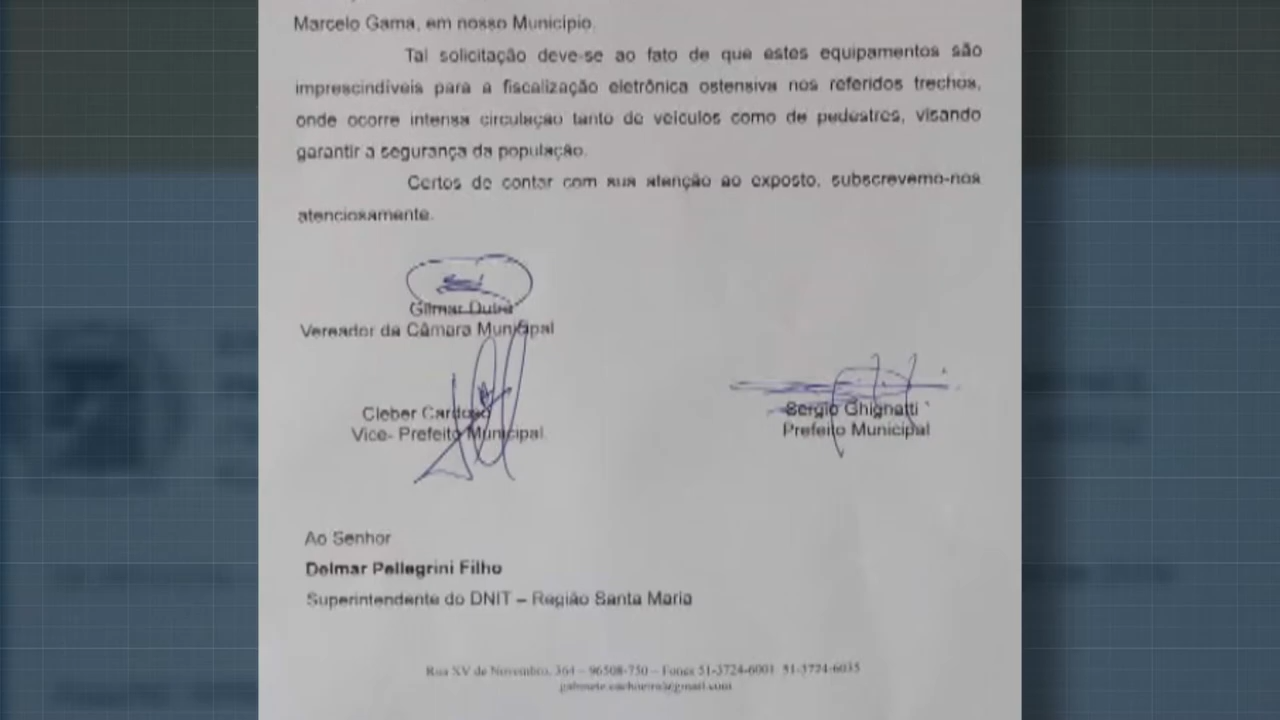 Marcelo Gama, em nosso Município.
Tal solicitação deve-se ao fato de que estes equipamentos são
imprescindíveis para a fiscalização eletrônica ostensiva nos referidos trechos,
onde ocorre intensa circulação tanto de veículos como de pedestres, visando
garantir a segurança da população.
Certos de contar com sua atenção ao exposto, subscrevemo-nos
atenciosamente.
Gilmar Dutra
Vereador da Câmara Municipal
Cleber Cardoso
Vice- Prefeito Municipal
Sergio Ghignatti
Prefeito Municipal
Ao Senhor
Delmar Pellegrini Filho
Superintendente do DNIT – Região Santa Maria
Rua XV de Novembro, 364 – 96508-750 – Fones 51-3724-6001 51-3724-6035